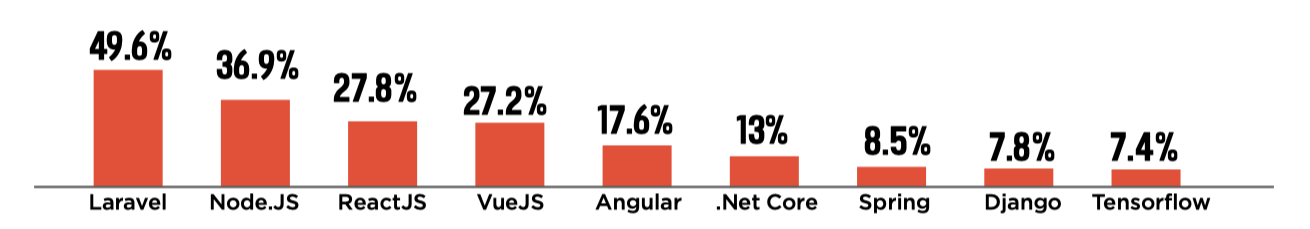 49.6%
36.9%
27.8%
27.2%
17.6%
13%
8.5%
7.8%
7.4%
Laravel
Node.JS
ReactJS
VueJS
Angular
.Net Core
Spring
Django
Tensorflow